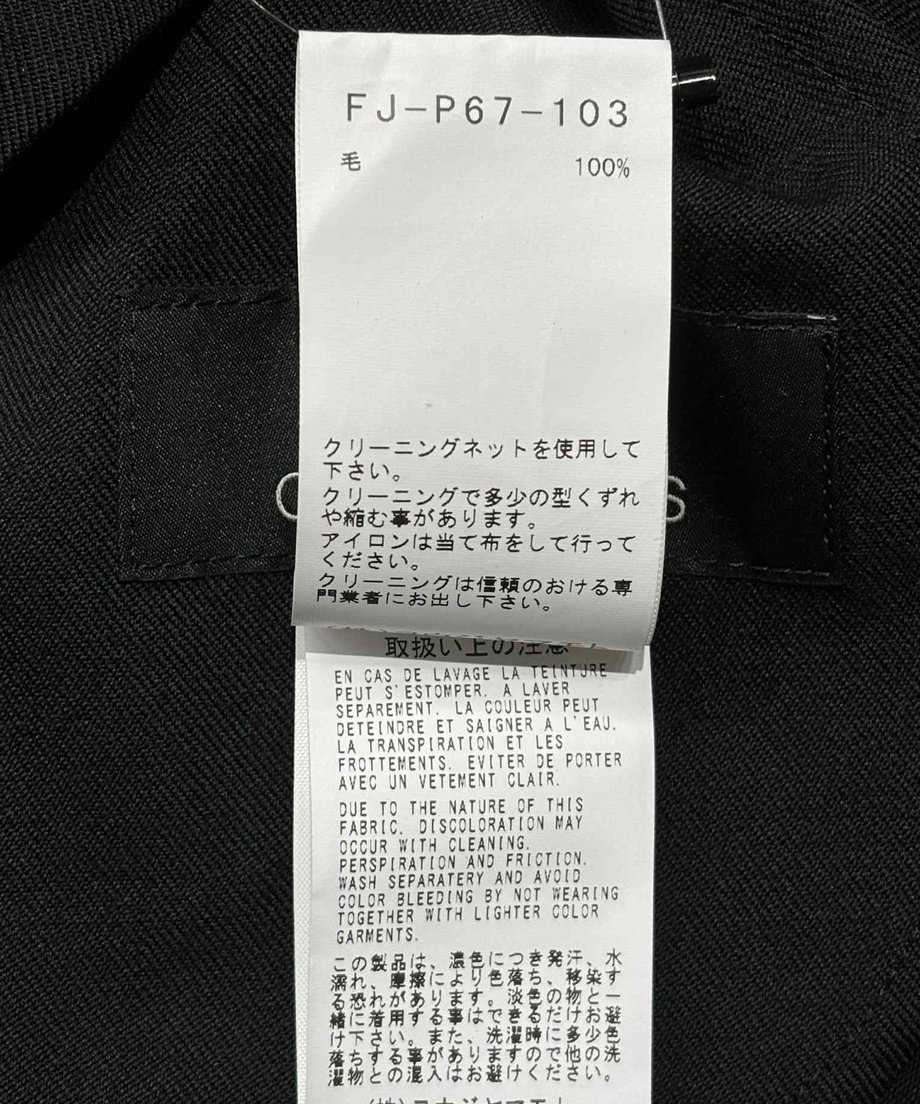 FJ-P67-103
毛 100%
クリーニングネットを使用して
下さい。
クリーニングで多少の型くずれ
や縮む事があります。
アイロンは当て布をして行って
ください。
クリーニングは信頼のおける専
門業者にお出し下さい。
S
取扱い上の注意
EN CAS DE LAVAGE LA TEINTURE
PEUT S'ESTOMPER. A LAVER
SEPAREMENT. LA COULEUR PEUT
DETEINDRE ET SAIGNER A L'EAU.
LA TRANSPIRATION ET LES
FROTTEMENTS. EVITER DE PORTER
AVEC UN VETEMENT CLAIR.
DUE TO THE NATURE OF THIS
FABRIC. DISCOLORATION MAY
OCCUR WITH CLEANING.
PERSPIRATION AND FRICTION.
WASH SEPARATERY AND AVOID
COLOR BLEEDING BY NOT WEARING
TOGETHER WITH LIGHTER COLOR
GARMENTS.
この製品は、濃色につき発汗、水
濡れ、摩擦により色落ち、移染す
る恐れがあります。淡色の物と一
緒に着用する事はできるだけお避
け下さい。また、洗濯時に多少色
落ちする事がありますので他の洗
濯物との混入はお避けください。